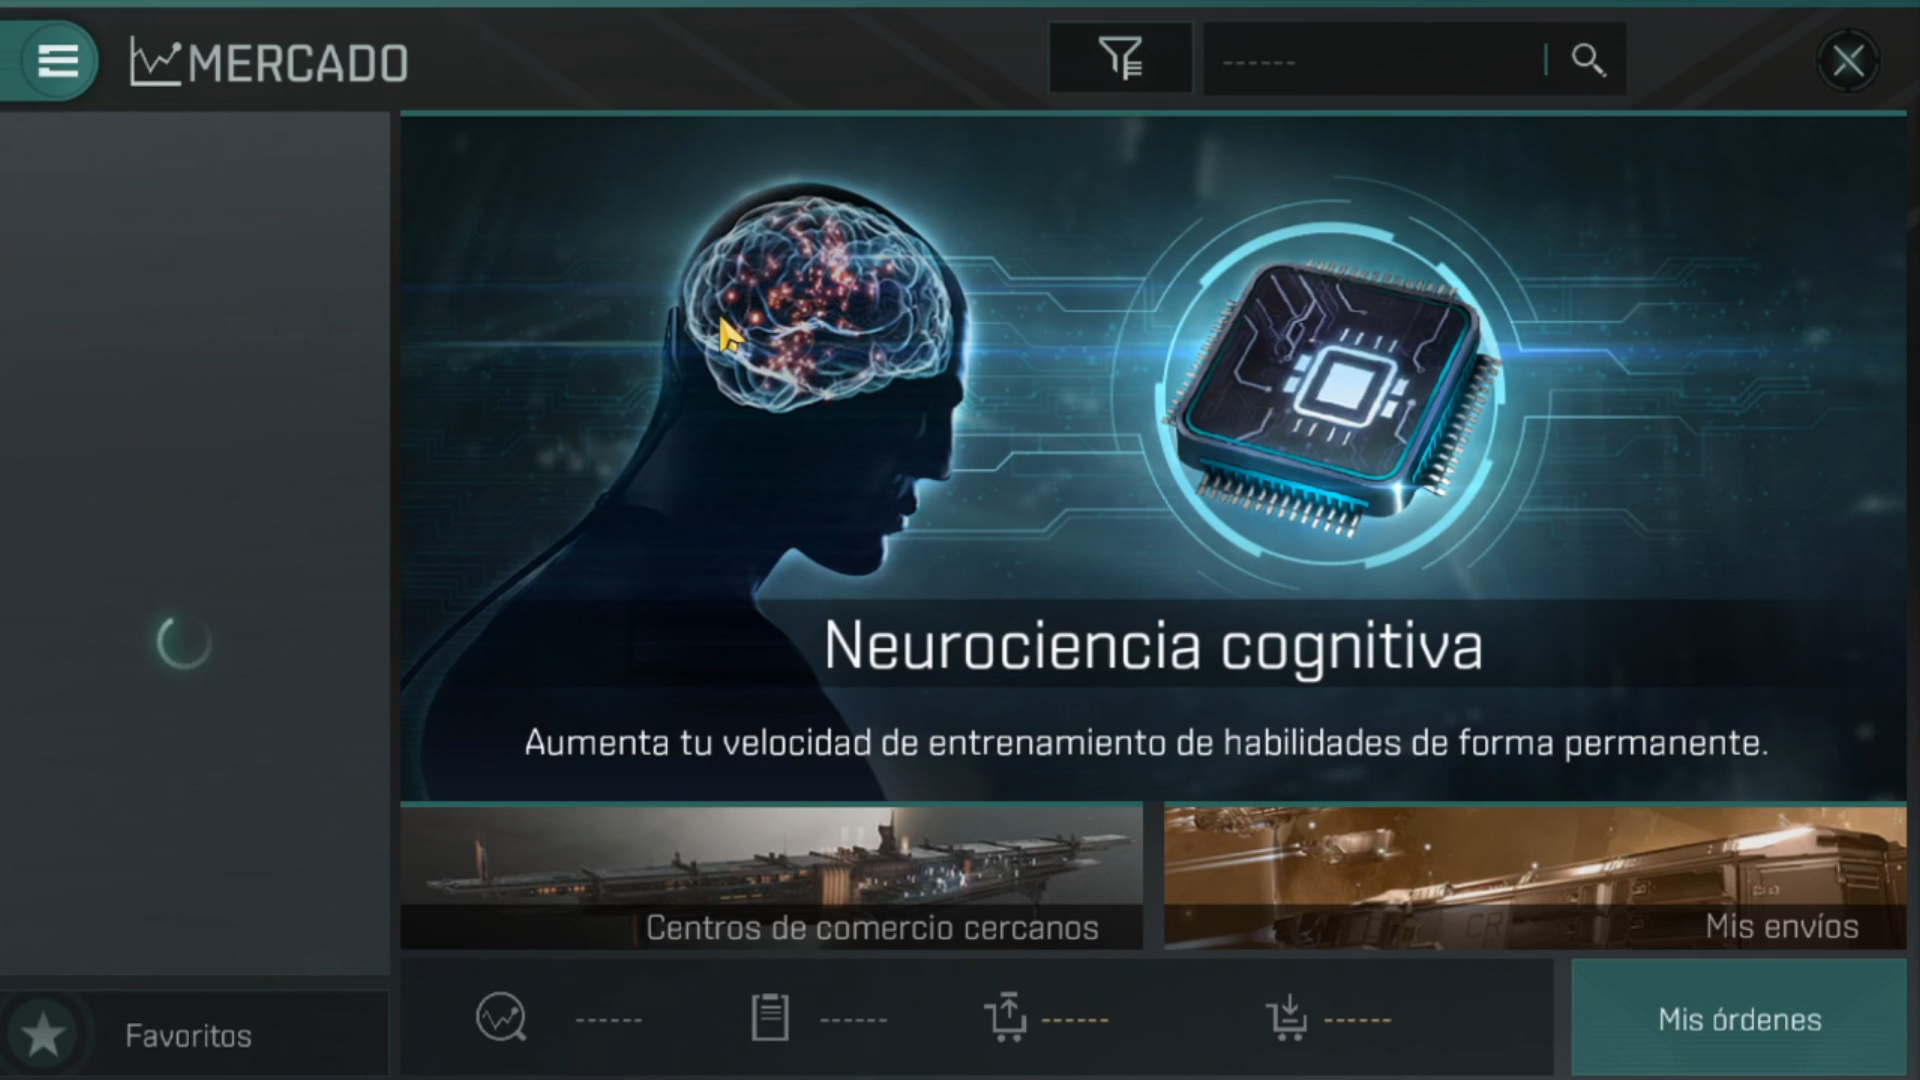 MERCADO
------
Neurociencia cognitiva
Aumenta tu velocidad de entrenamiento de habilidades de forma permanente.
Centros de comercio cercanos
Mis envíos
Favoritos
------
------
------
------
Mis órdenes